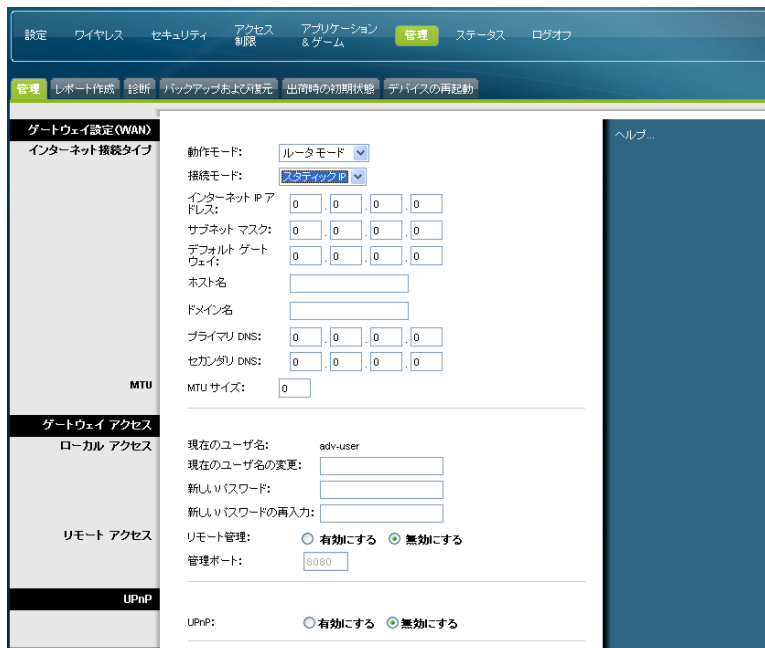 設定 ワイヤレス セキュリティ アクセス制限 アプリケーション&ゲーム 管理 ステータス ログオフ
管理 レポート作成 診断 バックアップおよび復元 出荷時の初期状態 デバイスの再起動
ゲートウェイ設定(WAN)
ヘルプ...
インターネット接続タイプ
動作モード: ルータモード
接続モード: スタティックIP
インターネット IP ア
ドレス: 0 . 0 . 0 . 0
サブネット マスク: 0 . 0 . 0 . 0
デフォルト ゲート
ウェイ: 0 . 0 . 0 . 0
ホスト名
ドメイン名
プライマリ DNS: 0 . 0 . 0 . 0
セカンダリ DNS: 0 . 0 . 0 . 0
MTU
MTU サイズ: 0
ゲートウェイ アクセス
ローカル アクセス
現在のユーザ名: adv-user
現在のユーザ名の変更:
新しいパスワード:
新しいパスワードの再入力:
リモート アクセス
リモート管理: 有効にする 無効にする
管理ポート: 8080
UPnP
UPnP: 有効にする 無効にする